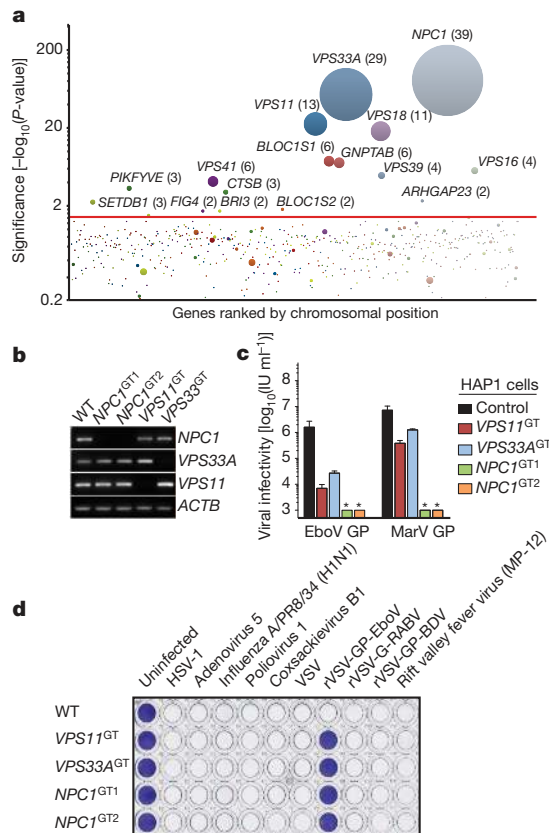 a
Significance [−log10(P-value)]
200
20
2
0.2
NPC1 (39)
VPS33A (29)
VPS11 (13)
VPS18 (11)
BLOC1S1 (6)
GNPTAB (6)
VPS41 (6)
VPS39 (4)
VPS16 (4)
PIKFYVE (3)
CTSB (3)
ARHGAP23 (2)
SETDB1 (3)
FIG4 (2)
BRI3 (2)
BLOC1S2 (2)
Genes ranked by chromosomal position
b
WT
NPC1GT1
NPC1GT2
VPS11GT
VPS33GT
NPC1
VPS33A
VPS11
ACTB
c
Viral infectivity [log10(IU ml−1)]
7
6
5
4
3
* *
* *
EboV GP
MarV GP
HAP1 cells
Control
VPS11GT
VPS33AGT
NPC1GT1
NPC1GT2
d
Uninfected
HSV-1
Adenovirus 5
Influenza A/PR8/34 (H1N1)
Poliovirus 1
Coxsackievirus B1
VSV
rVSV-GP-EboV
rVSV-G-RABV
rVSV-GP-BDV
Rift valley fever virus (MP-12)
WT
VPS11GT
VPS33AGT
NPC1GT1
NPC1GT2